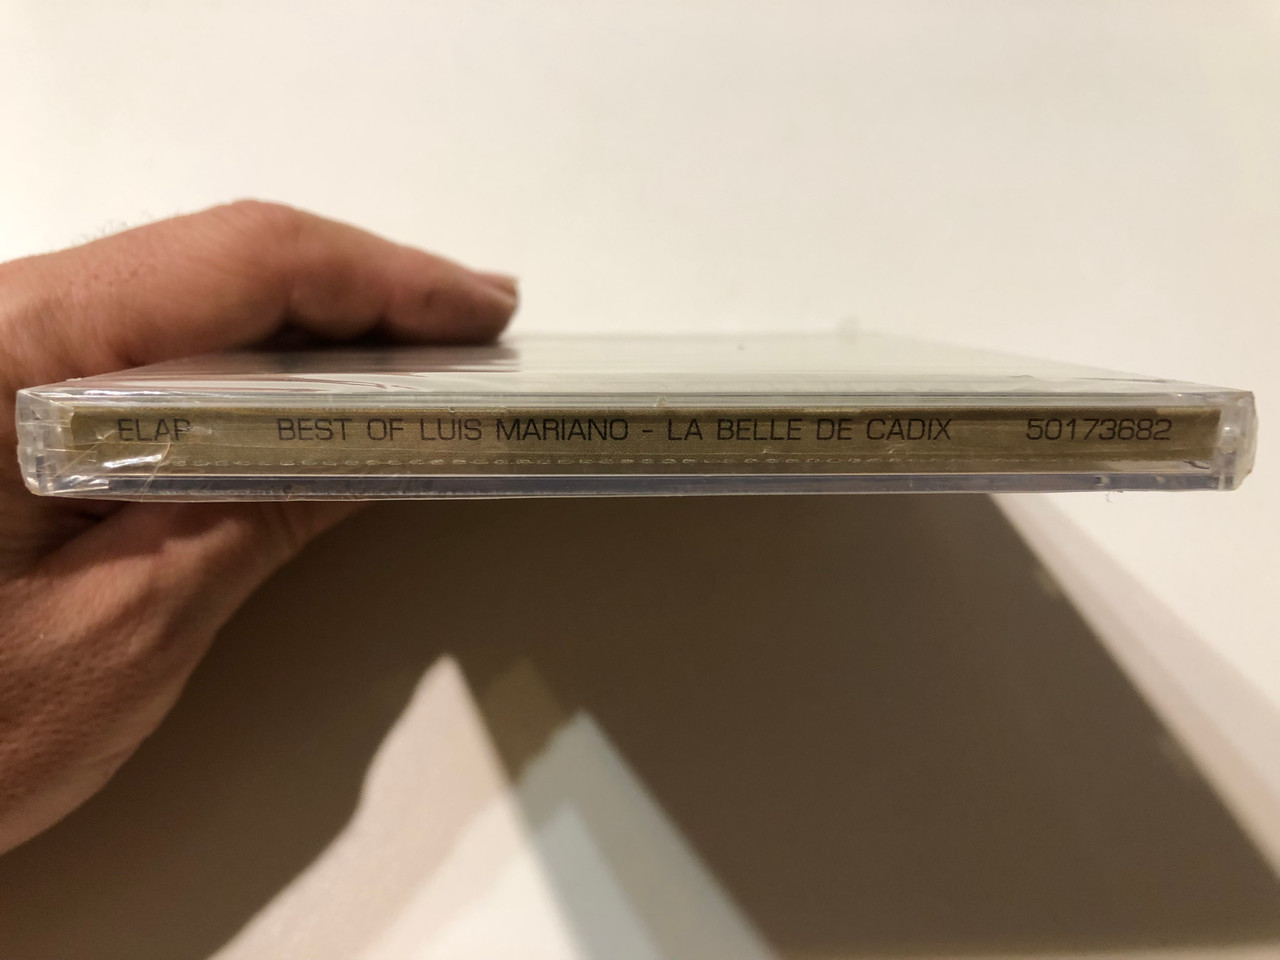 ELAP BEST OF LUIS MARIANO - LA BELLE DE CADIX 50173682